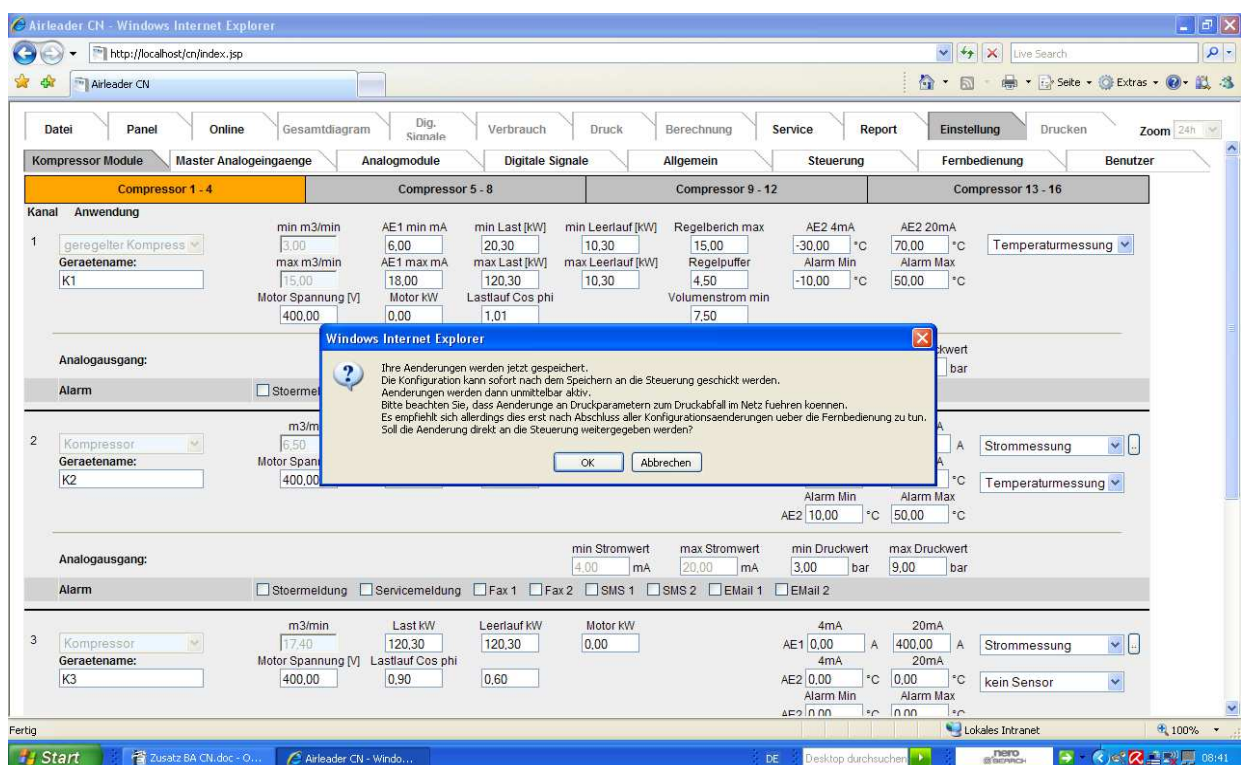 Airleader CN - Windows Internet Explorer
http://localhost/cn/index.jsp
Live Search
Airleader CN
Seite
Extras
Datei Panel Online Gesamtdiagram Dig. Signale Verbrauch Druck Berechnung Service Report Einstellung Drucken Zoom 24h
Kompressor Module Master Analogeingaenge Analogmodule Digitale Signale Allgemein Steuerung Fernbedienung Benutzer
Compressor 1 - 4 Compressor 5 - 8 Compressor 9 - 12 Compressor 13 - 16
Kanal Anwendung
min m3/min AE1 min mA min Last [kW] min Leerlauf [kW] Regelberich max AE2 4mA AE2 20mA
1 geregelter Kompress 3,00 6,00 20,30 10,30 15,00 -30,00 °C 70,00 °C Temperaturmessung
Geraetename: max m3/min AE1 max mA max Last [kW] max Leerlauf [kW] Regelpuffer Alarm Min Alarm Max
K1 15,00 18,00 120,30 10,30 4,50 -10,00 °C 50,00 °C
Motor Spannung [V] Motor kW Lastlauf Cos phi Volumenstrom min
400,00 0,00 1,01 7,50
Windows Internet Explorer
Ihre Aenderungen werden jetzt gespeichert.
Die Konfiguration kann sofort nach dem Speichern an die Steuerung geschickt werden.
Aenderungen werden dann unmittelbar aktiv.
Bitte beachten Sie, dass Aenderunge an Druckparametern zum Druckabfall im Netz fuehren koennen.
Es empfiehlt sich allerdings dies erst nach Abschluss aller Konfigurationsaenderungen ueber die Fernbedienung zu tun.
Soll die Aenderung direkt an die Steuerung weitergegeben werden?
OK Abbrechen
ckwert
Analogausgang: bar
Alarm Stoermel
m3/m A
2 Kompressor 6,50 A Strommessung ..
Geraetename: Motor Spann A
K2 400,00 °C Temperaturmessung
Alarm Min Alarm Max
AE2 10,00 °C 50,00 °C
min Stromwert max Stromwert min Druckwert max Druckwert
Analogausgang: 4,00 mA 20,00 mA 3,00 bar 9,00 bar
Alarm Stoermeldung Servicemeldung Fax 1 Fax 2 SMS 1 SMS 2 EMail 1 EMail 2
m3/min Last kW Leerlauf kW Motor kW 4mA 20mA
3 Kompressor 17,40 120,30 120,30 0,00 AE1 0,00 A 400,00 A Strommessung ..
Geraetename: Motor Spannung [V] Lastlauf Cos phi 4mA 20mA
K3 400,00 0,90 0,60 AE2 0,00 °C 0,00 °C kein Sensor
Alarm Min Alarm Max
AE2 0,00 °C 0,00 °C
Fertig Lokales Intranet 100%
Start Zusatz BA CN.doc - O... Airleader CN - Windo... DE Desktop durchsuchen nero SEARCH 08:41